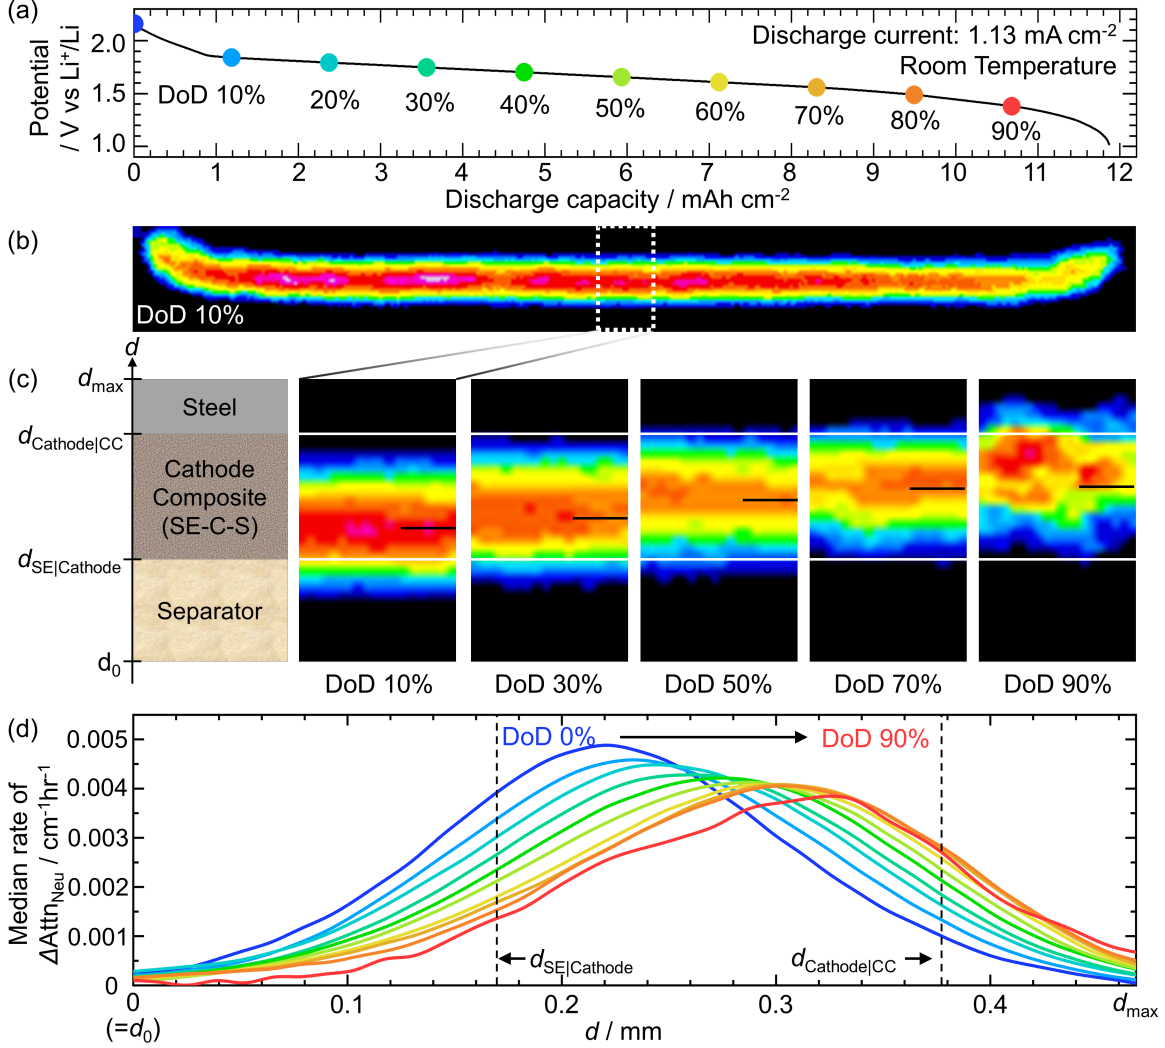 (a)
Potential
/ V vs Li⁺/Li
2.0
1.5
1.0
Discharge current: 1.13 mA cm⁻²
Room Temperature
DoD 10%
20%
30%
40%
50%
60%
70%
80%
90%
0 1 2 3 4 5 6 7 8 9 10 11 12
Discharge capacity / mAh cm⁻²
(b)
DoD 10%
(c)
d
d_max
d_Cathode|CC
d_SE|Cathode
d₀
Steel
Cathode
Composite
(SE-C-S)
Separator
DoD 10% DoD 30% DoD 50% DoD 70% DoD 90%
(d)
Median rate of
ΔAttn_Neu / cm⁻¹hr⁻¹
0.005
0.004
0.003
0.002
0.001
0
DoD 0%
DoD 90%
d_SE|Cathode
d_Cathode|CC
0 0.1 0.2 0.3 0.4 d_max
(=d₀)
d / mm